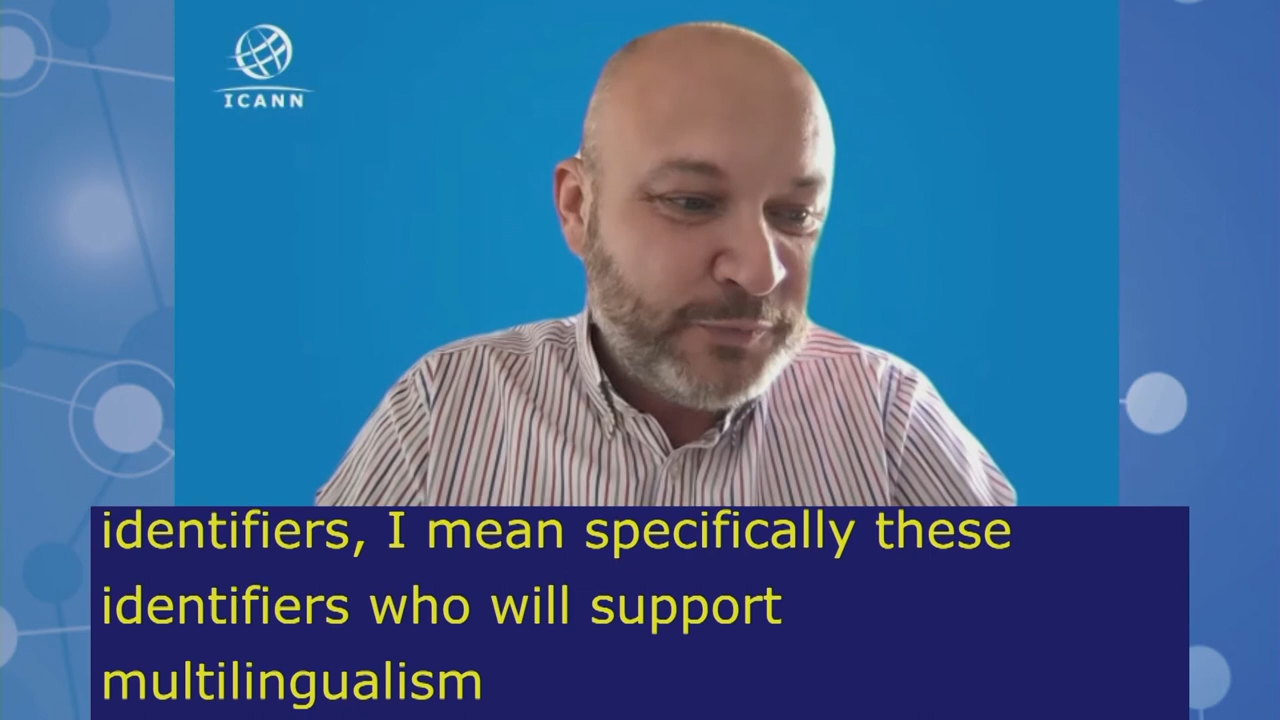 ICANN
identifiers, I mean specifically these
identifiers who will support
multilingualism